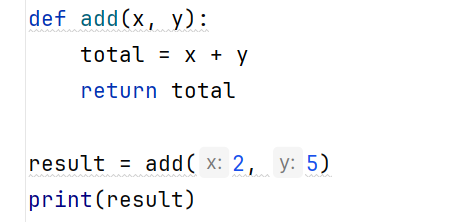 def add(x, y):
    total = x + y
    return total

result = add(x: 2, y: 5)
print(result)